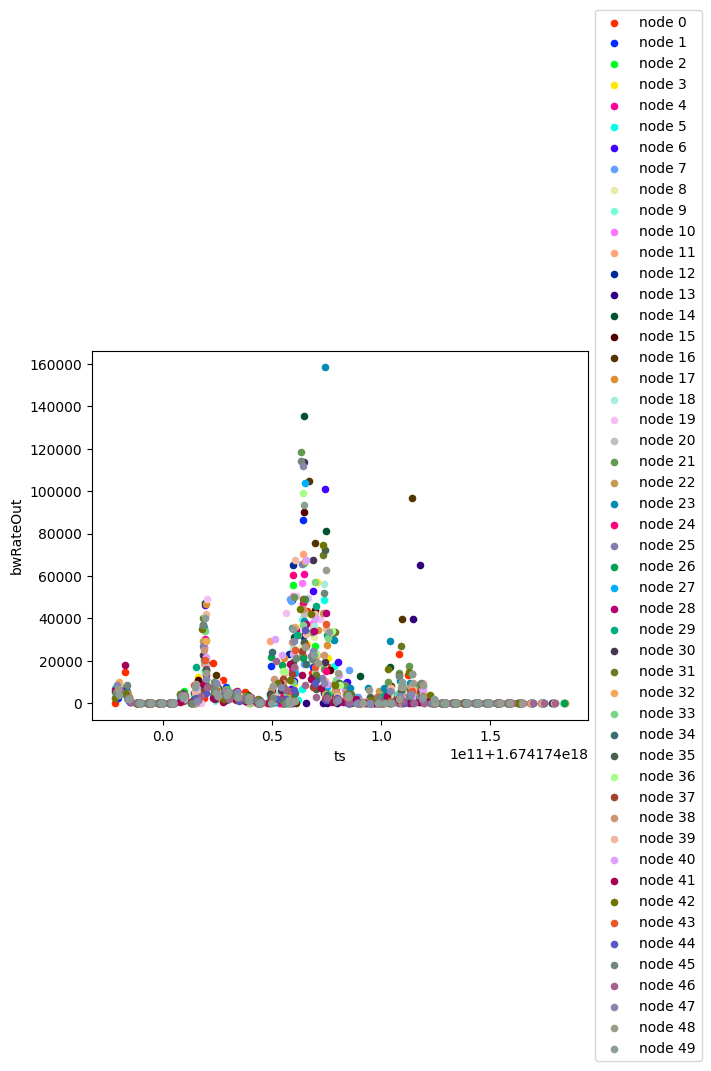 node 0
node 1
node 2
node 3
node 4
node 5
node 6
node 7
node 8
node 9
node 10
node 11
node 12
node 13
node 14
node 15
node 16
node 17
node 18
node 19
node 20
node 21
node 22
node 23
node 24
node 25
node 26
node 27
node 28
node 29
node 30
node 31
node 32
node 33
node 34
node 35
node 36
node 37
node 38
node 39
node 40
node 41
node 42
node 43
node 44
node 45
node 46
node 47
node 48
node 49
bwRateOut
160000
140000
120000
100000
80000
60000
40000
20000
0
0.0 0.5 1.0 1.5
ts
1e11+1.674174e18